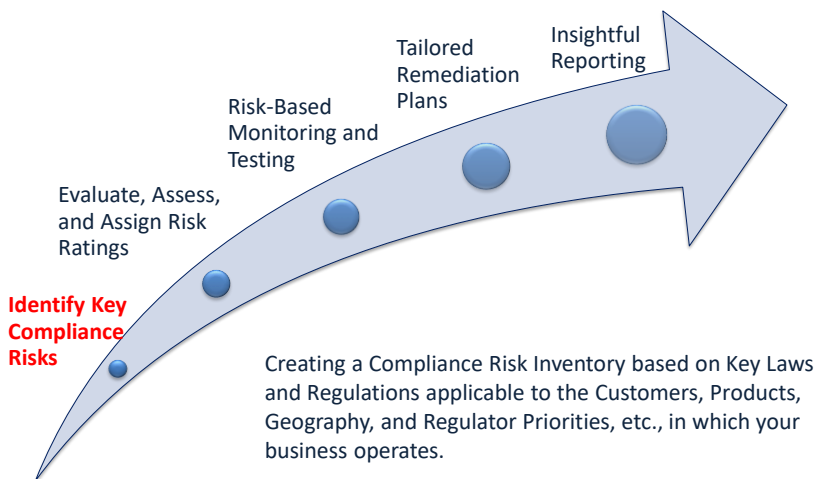 Insightful
Reporting
Tailored
Remediation
Plans
Risk-Based
Monitoring and
Testing
Evaluate, Assess,
and Assign Risk
Ratings
Identify Key
Compliance
Risks
Creating a Compliance Risk Inventory based on Key Laws
and Regulations applicable to the Customers, Products,
Geography, and Regulator Priorities, etc., in which your
business operates.